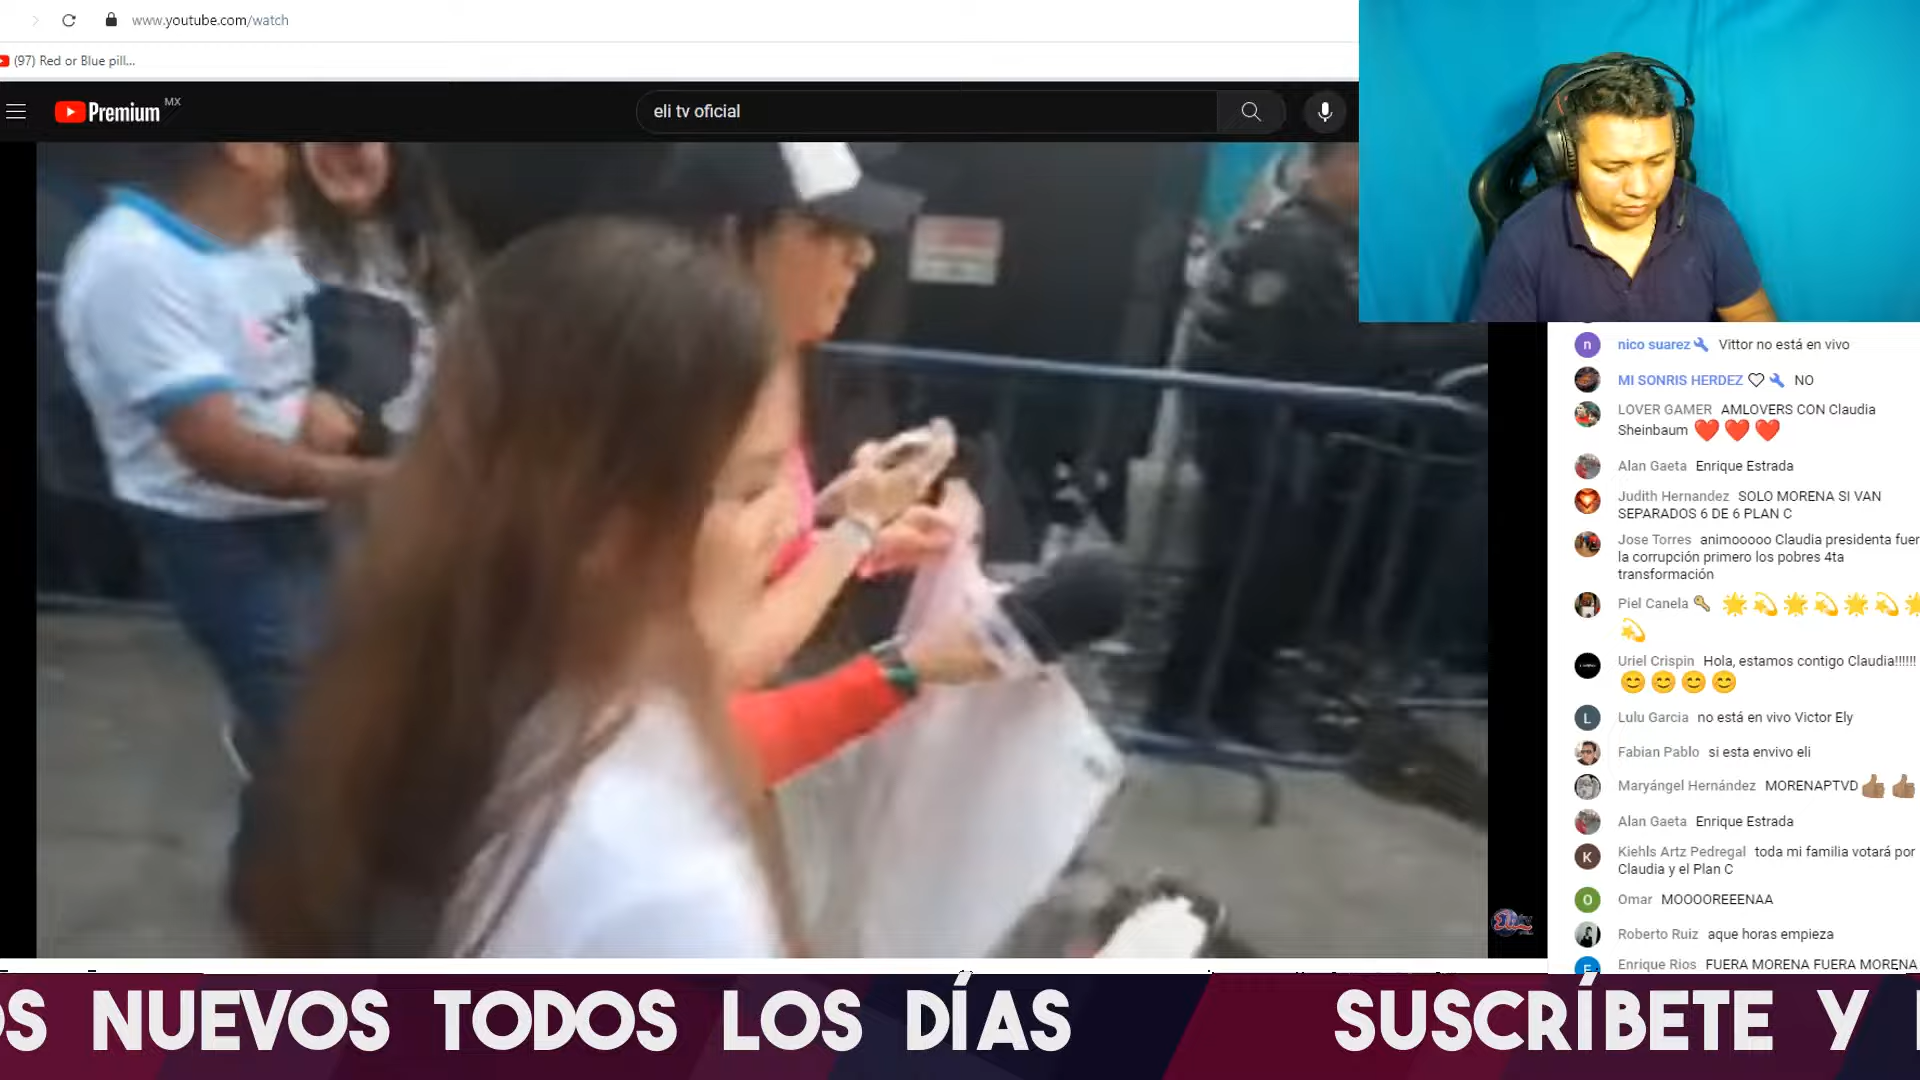 www.youtube.com/watch
(97) Red or Blue pill...
Premium MX
eli tv oficial
n nico suarez Vittor no está en vivo
MI SONRIS HERDEZ NO
LOVER GAMER AMLOVERS CON Claudia
Sheinbaum ❤️ ❤️ ❤️
Alan Gaeta Enrique Estrada
Judith Hernandez SOLO MORENA SI VAN
SEPARADOS 6 DE 6 PLAN C
Jose Torres animooooo Claudia presidenta fuer
la corrupción primero los pobres 4ta
transformación
Piel Canela
Uriel Crispin Hola, estamos contigo Claudia!!!!!!
😊 😊 😊 😊
L Lulu Garcia no está en vivo Victor Ely
Fabian Pablo si esta envivo eli
Maryángel Hernández MORENAPTVD 👍🏽 👍🏽
Alan Gaeta Enrique Estrada
K Kiehls Artz Pedregal toda mi familia votará por
Claudia y el Plan C
O Omar MOOOOREEENAA
Roberto Ruiz aque horas empieza
E Enrique Rios FUERA MORENA FUERA MORENA
OS NUEVOS TODOS LOS DÍAS SUSCRÍBETE Y